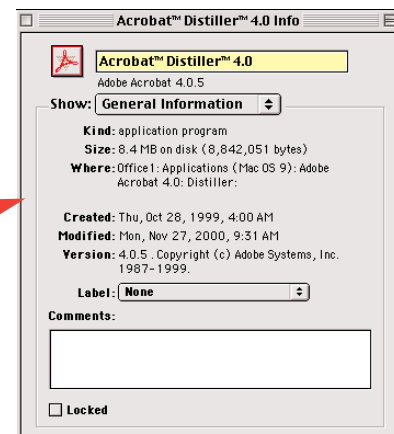 Acrobat™ Distiller™ 4.0 Info
Acrobat™ Distiller™ 4.0
Adobe Acrobat 4.0.5
Show: General Information
Kind: application program
Size: 8.4 MB on disk (8,842,051 bytes)
Where: Office1: Applications (Mac OS 9): Adobe
Acrobat 4.0: Distiller:
Created: Thu, Oct 28, 1999, 4:00 AM
Modified: Mon, Nov 27, 2000, 9:31 AM
Version: 4.0.5 . Copyright (c) Adobe Systems, Inc.
1987-1999.
Label: None
Comments:
Locked